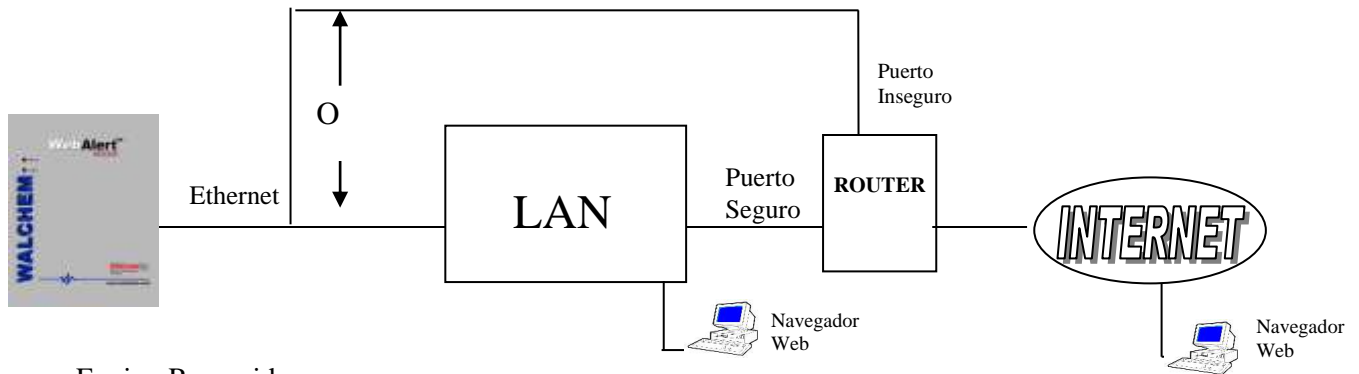 Puerto
Inseguro
O
WebAlert
WALCHEM
Ethernet
LAN
Puerto
Seguro
ROUTER
INTERNET
Navegador
Web
Navegador
Web